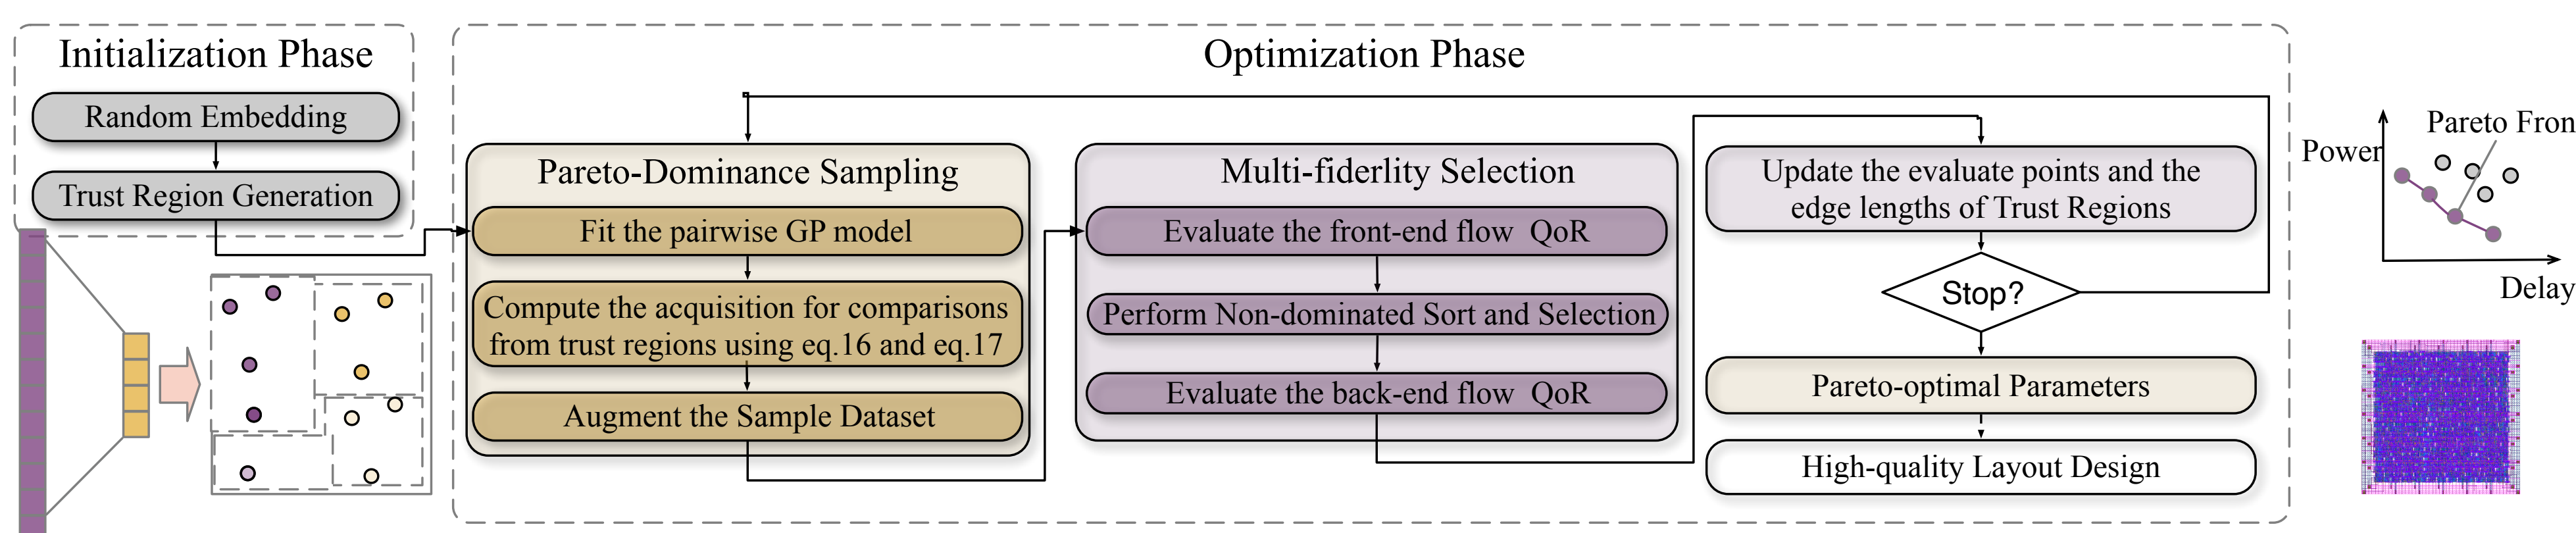 Initialization Phase
Random Embedding
Trust Region Generation
Optimization Phase
Pareto-Dominance Sampling
Fit the pairwise GP model
Compute the acquisition for comparisons
from trust regions using eq.16 and eq.17
Augment the Sample Dataset
Multi-fiderlity Selection
Evaluate the front-end flow QoR
Perform Non-dominated Sort and Selection
Evaluate the back-end flow QoR
Update the evaluate points and the
edge lengths of Trust Regions
Stop?
Pareto-optimal Parameters
High-quality Layout Design
Pareto Fron
Power
Delay